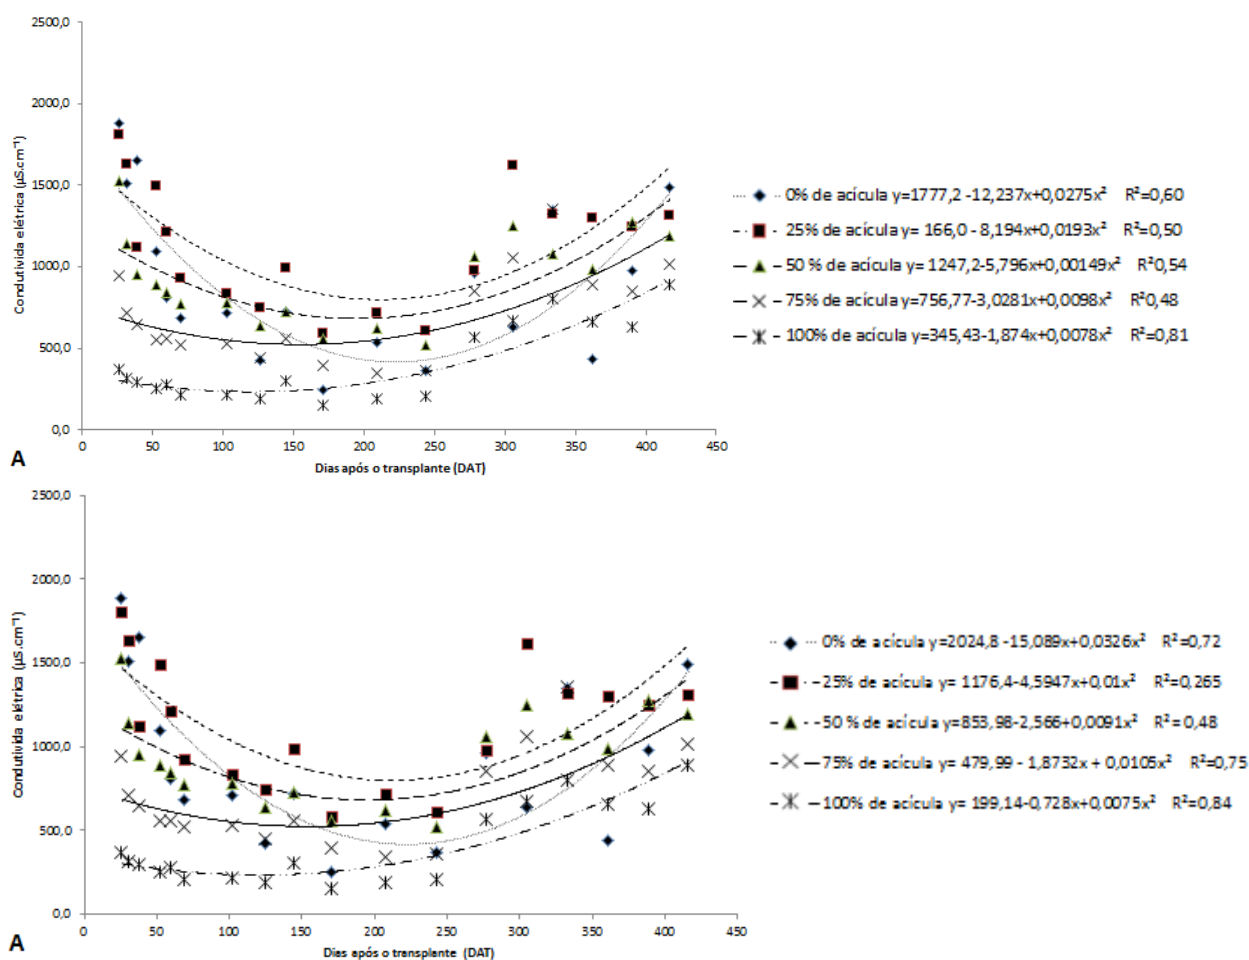 2500,0
2000,0
1500,0
1000,0
500,0
0,0
Condutivida elétrica (µS.cm⁻¹)
0 50 100 150 200 250 300 350 400 450
Dias após o transplante (DAT)
A
0% de acícula y=1777,2 -12,237x+0,0275x² R²=0,60
25% de acícula y= 166,0 - 8,194x+0,0193x² R²=0,50
50 % de acícula y= 1247,2-5,796x+0,00149x² R²0,54
75% de acícula y=756,77-3,0281x+0,0098x² R²0,48
100% de acícula y=345,43-1,874x+0,0078x² R²=0,81
2500,0
2000,0
1500,0
1000,0
500,0
0,0
Condutivida elétrica (µS.cm⁻¹)
0 50 100 150 200 250 300 350 400 450
Dias após o transplante (DAT)
A
0% de acícula y=2024,8 -15,089x+0,0326x² R²=0,72
25% de acícula y= 1176,4-4,5947x+0,01x² R²=0,265
50 % de acícula y=853,98-2,566+0,0091x² R²= 0,48
75% de acícula y= 479,99 - 1,8732x + 0,0105x² R²=0,75
100% de acícula y= 199,14-0,728x+0,0075x² R²=0,84